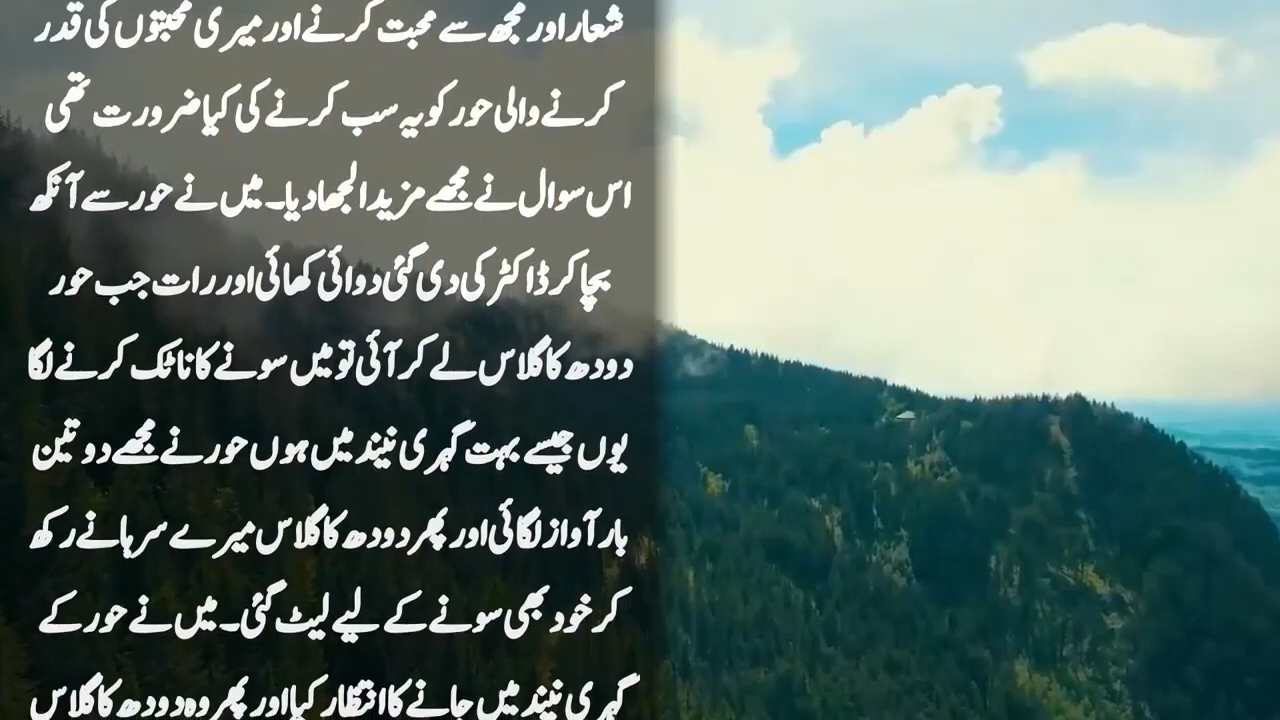 شعار اور مجھ سے محبت کرنے اور میری محبتوں کی قدر
کرنے والی حور کو یہ سب کرنے کی کیا ضرورت تھی
اس سوال نے مجھے مزید الجھا دیا۔ میں نے حور سے آنکھ
بچا کر ڈاکٹر کی دی گئی دوائی کھائی اور رات جب حور
دودھ کا گلاس لے کر آئی تو میں سونے کا ناٹک کرنے لگا
یوں جیسے بہت گہری نیند میں ہوں حور نے مجھے دو تین
بار آواز لگائی اور پھر دودھ کا گلاس میرے سرہانے رکھ
کر خود بھی سونے کے لیے لیٹ گئی۔ میں نے حور کے
گہری نیند میں جانے کا انتظار کیا اور پھر وہ دودھ کا گلاس